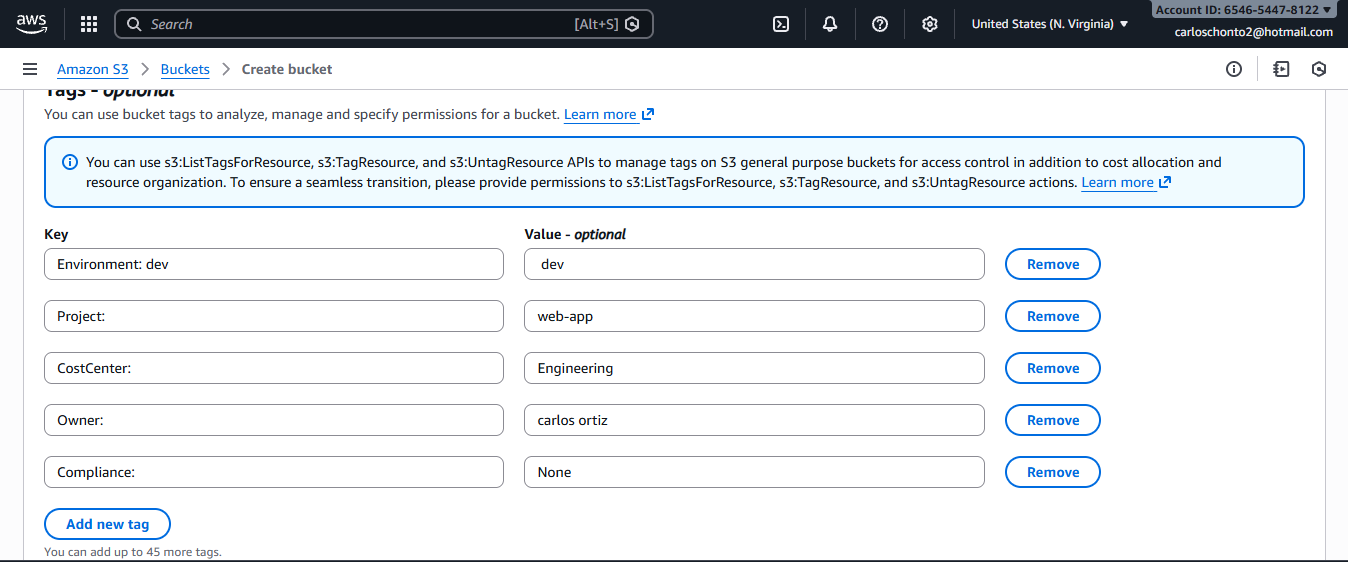 aws
Search [Alt+S]
United States (N. Virginia)
Account ID: 6546-5447-8122
carloschonto2@hotmail.com
Amazon S3 > Buckets > Create bucket
Tags - optional
You can use bucket tags to analyze, manage and specify permissions for a bucket. Learn more
You can use s3:ListTagsForResource, s3:TagResource, and s3:UntagResource APIs to manage tags on S3 general purpose buckets for access control in addition to cost allocation and
resource organization. To ensure a seamless transition, please provide permissions to s3:ListTagsForResource, s3:TagResource, and s3:UntagResource actions. Learn more
Key Value - optional
Environment: dev dev Remove
Project: web-app Remove
CostCenter: Engineering Remove
Owner: carlos ortiz Remove
Compliance: None Remove
Add new tag
You can add up to 45 more tags.